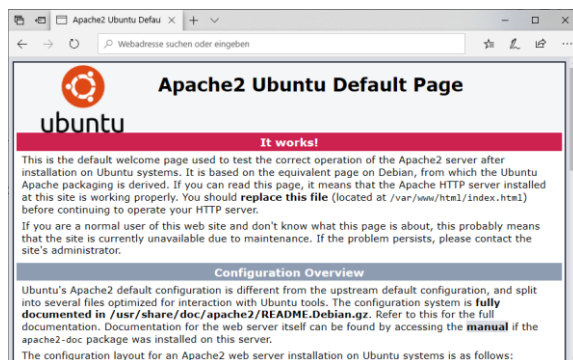 Apache2 Ubuntu Defau
Webadresse suchen oder eingeben
Apache2 Ubuntu Default Page
ubuntu
It works!
This is the default welcome page used to test the correct operation of the Apache2 server after
installation on Ubuntu systems. It is based on the equivalent page on Debian, from which the Ubuntu
Apache packaging is derived. If you can read this page, it means that the Apache HTTP server installed
at this site is working properly. You should replace this file (located at /var/www/html/index.html)
before continuing to operate your HTTP server.
If you are a normal user of this web site and don't know what this page is about, this probably means
that the site is currently unavailable due to maintenance. If the problem persists, please contact the
site's administrator.
Configuration Overview
Ubuntu's Apache2 default configuration is different from the upstream default configuration, and split
into several files optimized for interaction with Ubuntu tools. The configuration system is fully
documented in /usr/share/doc/apache2/README.Debian.gz. Refer to this for the full
documentation. Documentation for the web server itself can be found by accessing the manual if the
apache2-doc package was installed on this server.
The configuration layout for an Apache2 web server installation on Ubuntu systems is as follows: